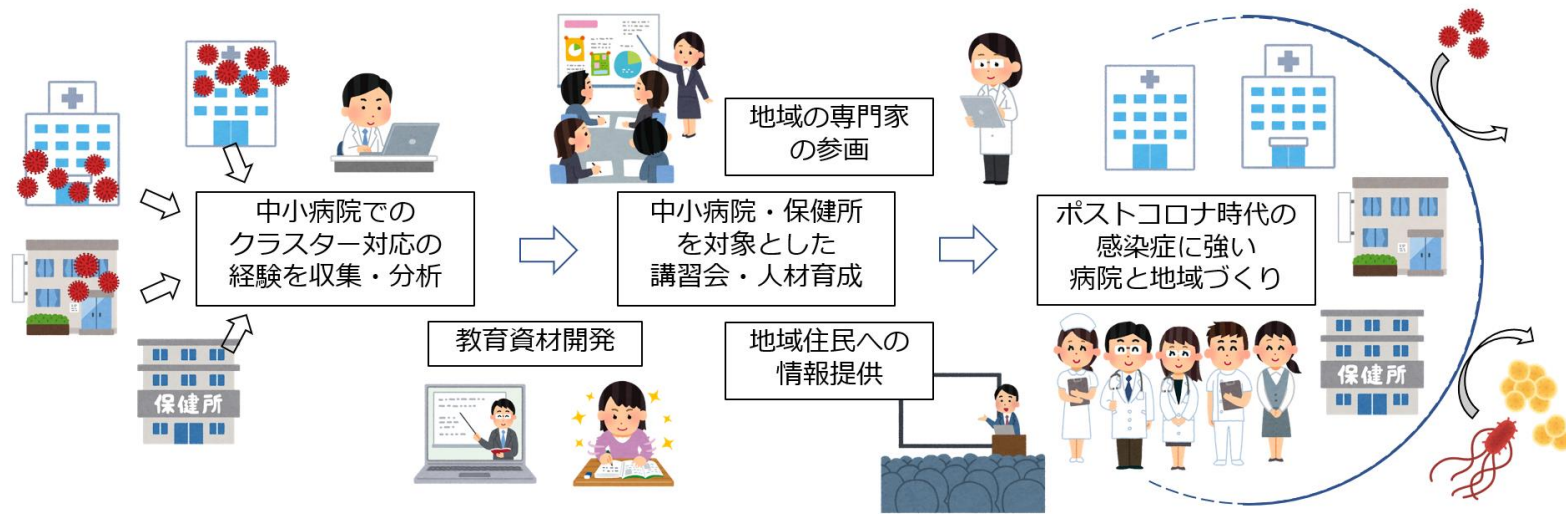 中小病院での
クラスター対応の
経験を収集・分析
保健所
教育資材開発
地域の専門家
の参画
中小病院・保健所
を対象とした
講習会・人材育成
地域住民への
情報提供
ポストコロナ時代の
感染症に強い
病院と地域づくり
保健所